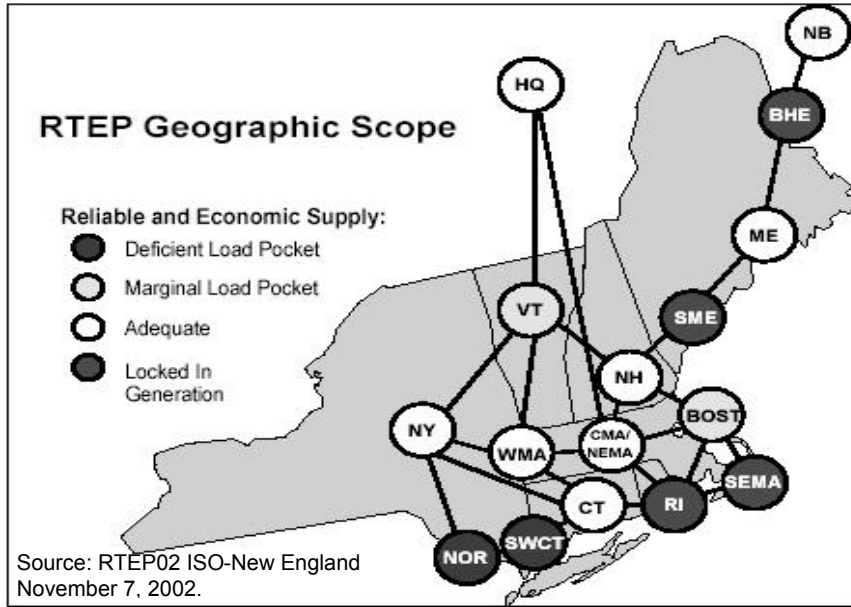 NB
HQ
BHE
RTEP Geographic Scope
Reliable and Economic Supply:
Deficient Load Pocket
Marginal Load Pocket
Adequate
Locked In
Generation
ME
VT
SME
NH
BOST
NY
WMA
CMA/
NEMA
SEMA
CT
RI
SWCT
NOR
Source: RTEP02 ISO-New England
November 7, 2002.